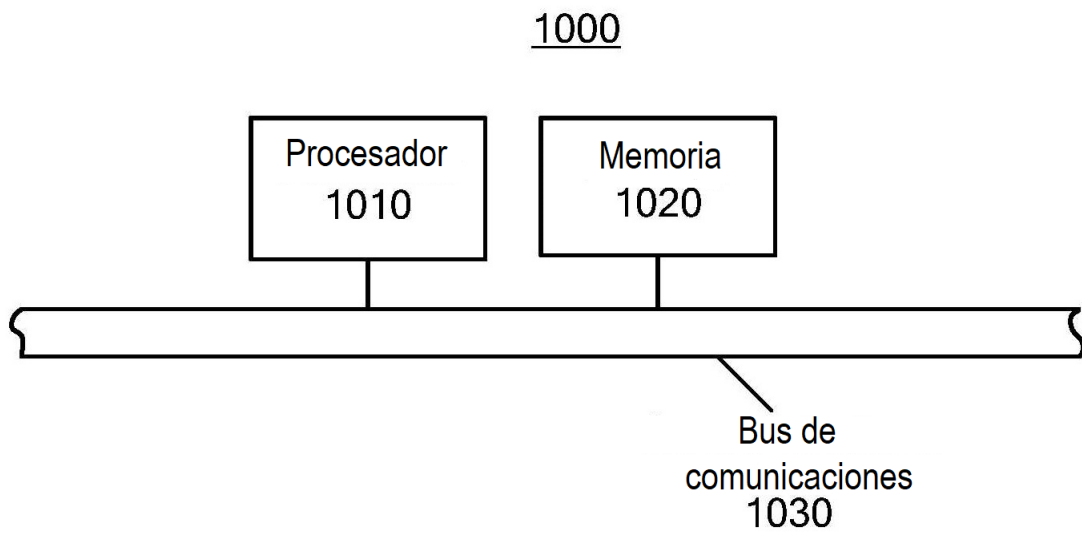 1000
Procesador
1010
Memoria
1020
Bus de
comunicaciones
1030